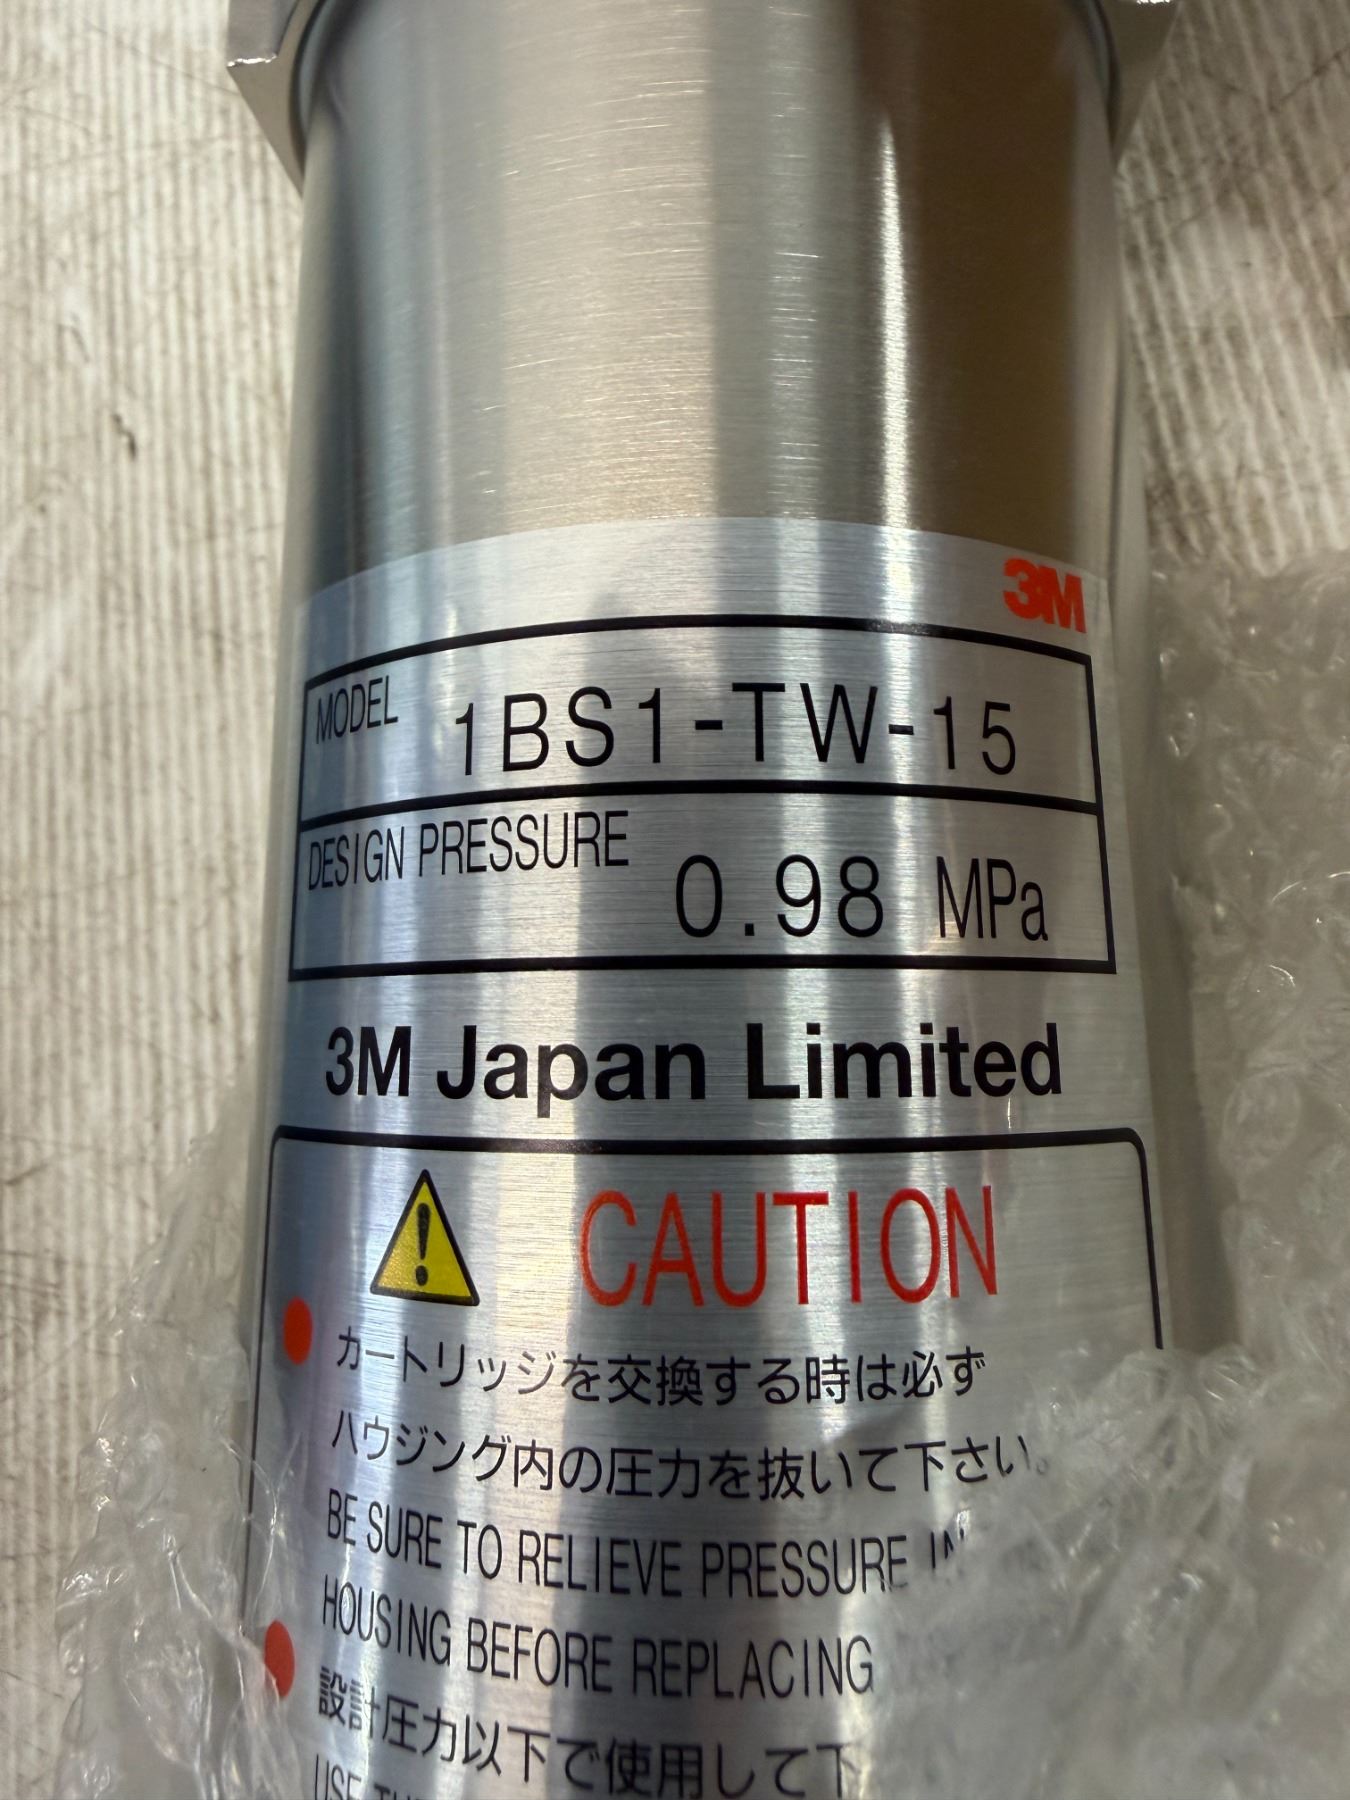 3M
MODEL 1BS1-TW-15
DESIGN PRESSURE 0.98 MPa
3M Japan Limited
CAUTION
カートリッジを交換する時は必ず
ハウジング内の圧力を抜いて下さい。
BE SURE TO RELIEVE PRESSURE IN
HOUSING BEFORE REPLACING
設計圧力以下で使用して下
USE